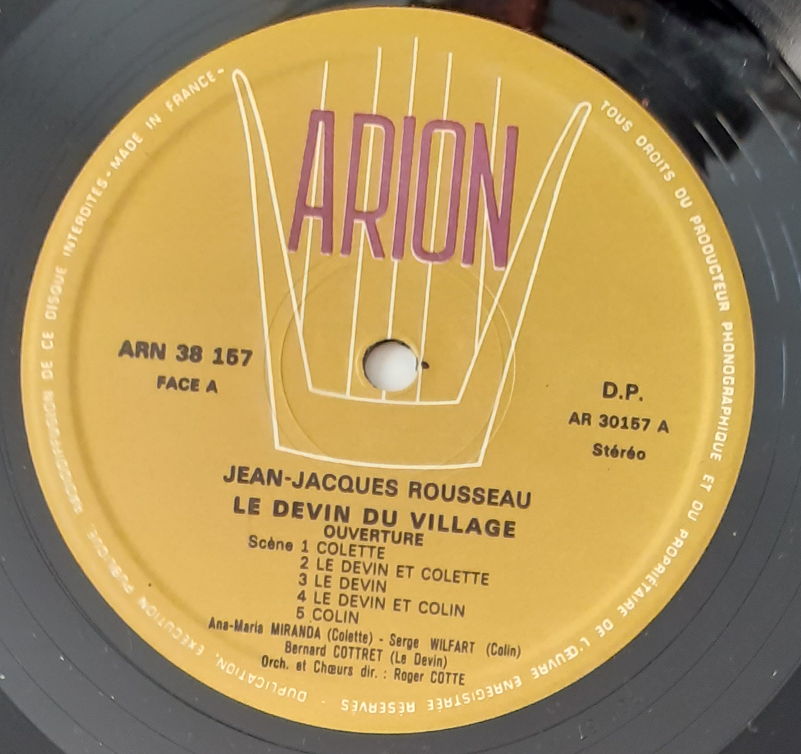 ARION
ARN 38 157
FACE A
D.P.
AR 30157 A
Stéréo
JEAN-JACQUES ROUSSEAU
LE DEVIN DU VILLAGE
OUVERTURE
Scène 1 COLETTE
2 LE DEVIN ET COLETTE
3 LE DEVIN
4 LE DEVIN ET COLIN
5 COLIN
Ana-Maria MIRANDA (Colette) - Serge WILFART (Colin)
Bernard COTTRET (Le Devin)
Orch. et Chœurs dir. : Roger COTTE
TOUS DROITS DU PRODUCTEUR PHONOGRAPHIQUE ET DU PROPRIÉTAIRE DE L'ŒUVRE ENREGISTRÉE RÉSERVÉS - DUPLICATION, EXÉCUTION PUBLIQUE, RADIODIFFUSION DE CE DISQUE INTERDITES - MADE IN FRANCE -